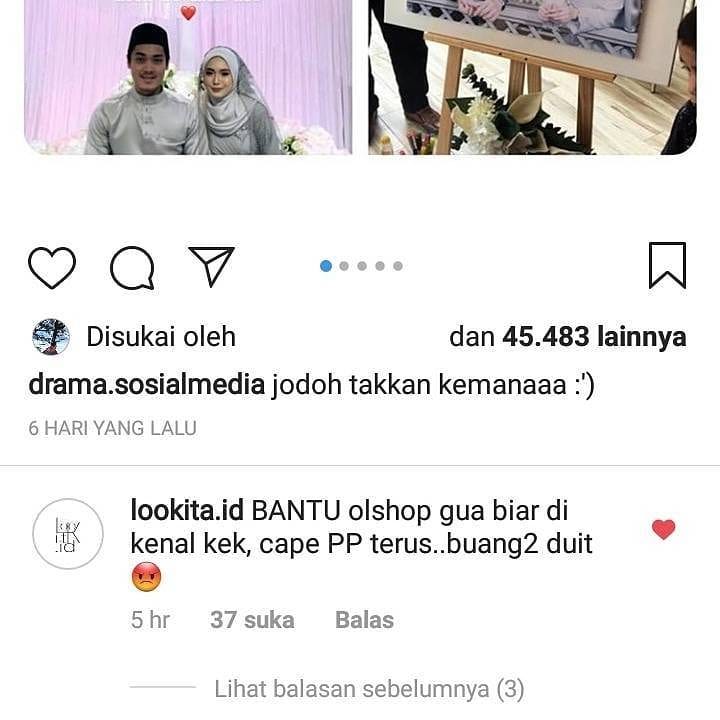 Disukai oleh dan 45.483 lainnya
drama.sosialmedia jodoh takkan kemanaaa :')
6 HARI YANG LALU
lookita.id BANTU olshop gua biar di
kenal kek, cape PP terus..buang2 duit
😡
5 hr 37 suka Balas
Lihat balasan sebelumnya (3)